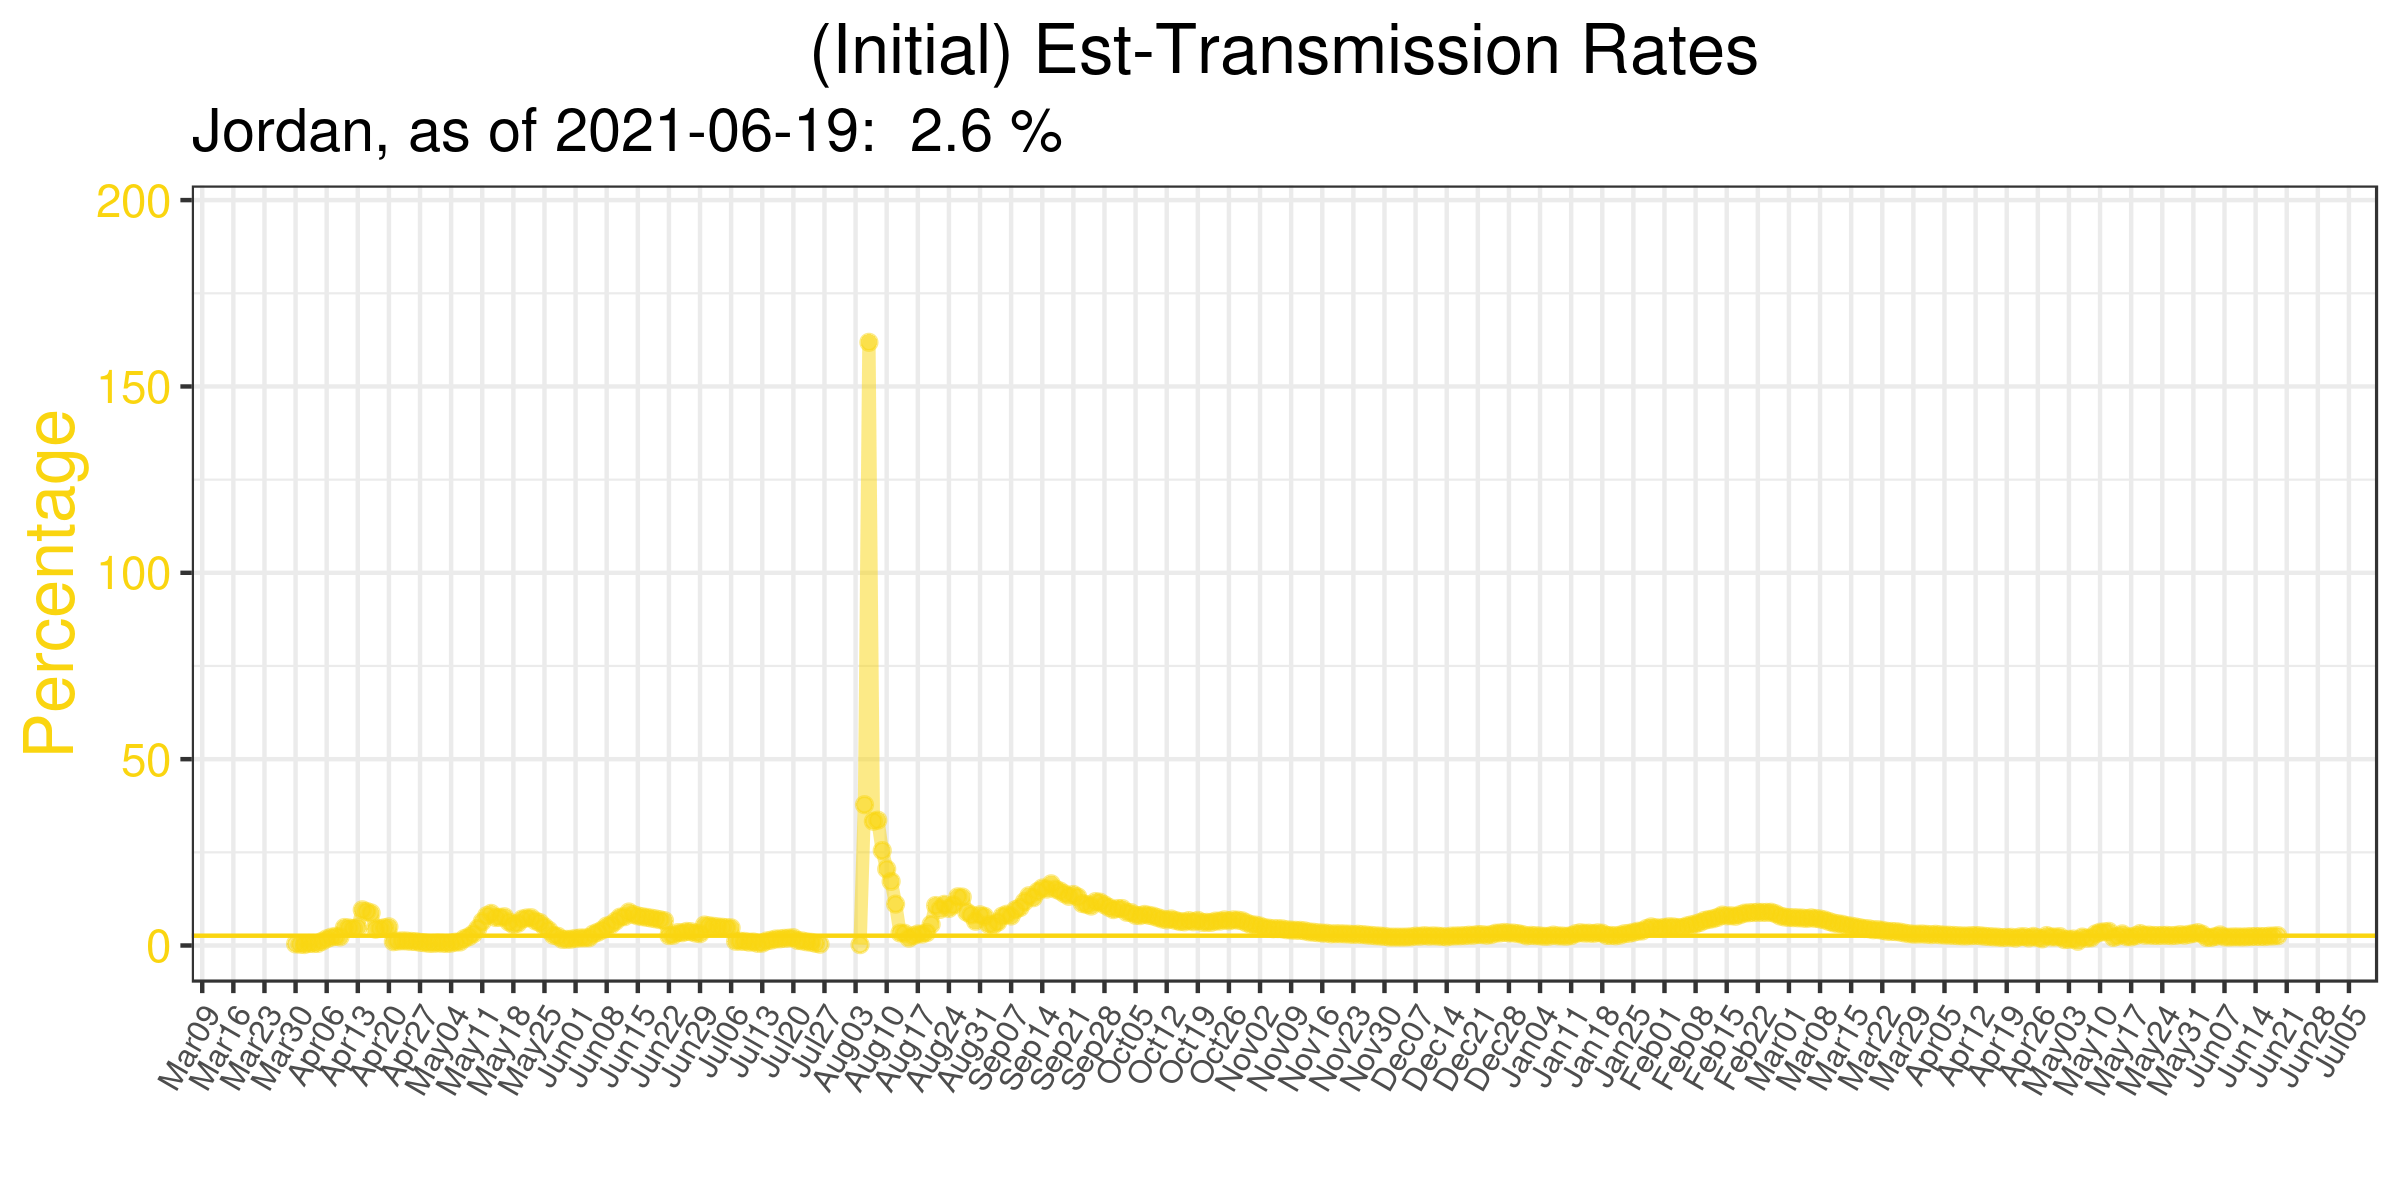 (Initial) Est-Transmission Rates
Jordan, as of 2021-06-19:  2.6 %
Percentage
200
150
100
50
0
Mar09
Mar16
Mar23
Mar30
Apr06
Apr13
Apr20
Apr27
May04
May11
May18
May25
Jun01
Jun08
Jun15
Jun22
Jun29
Jul06
Jul13
Jul20
Jul27
Aug03
Aug10
Aug17
Aug24
Aug31
Sep07
Sep14
Sep21
Sep28
Oct05
Oct12
Oct19
Oct26
Nov02
Nov09
Nov16
Nov23
Nov30
Dec07
Dec14
Dec21
Dec28
Jan04
Jan11
Jan18
Jan25
Feb01
Feb08
Feb15
Feb22
Mar01
Mar08
Mar15
Mar22
Mar29
Apr05
Apr12
Apr19
Apr26
May03
May10
May17
May24
May31
Jun07
Jun14
Jun21
Jun28
Jul05